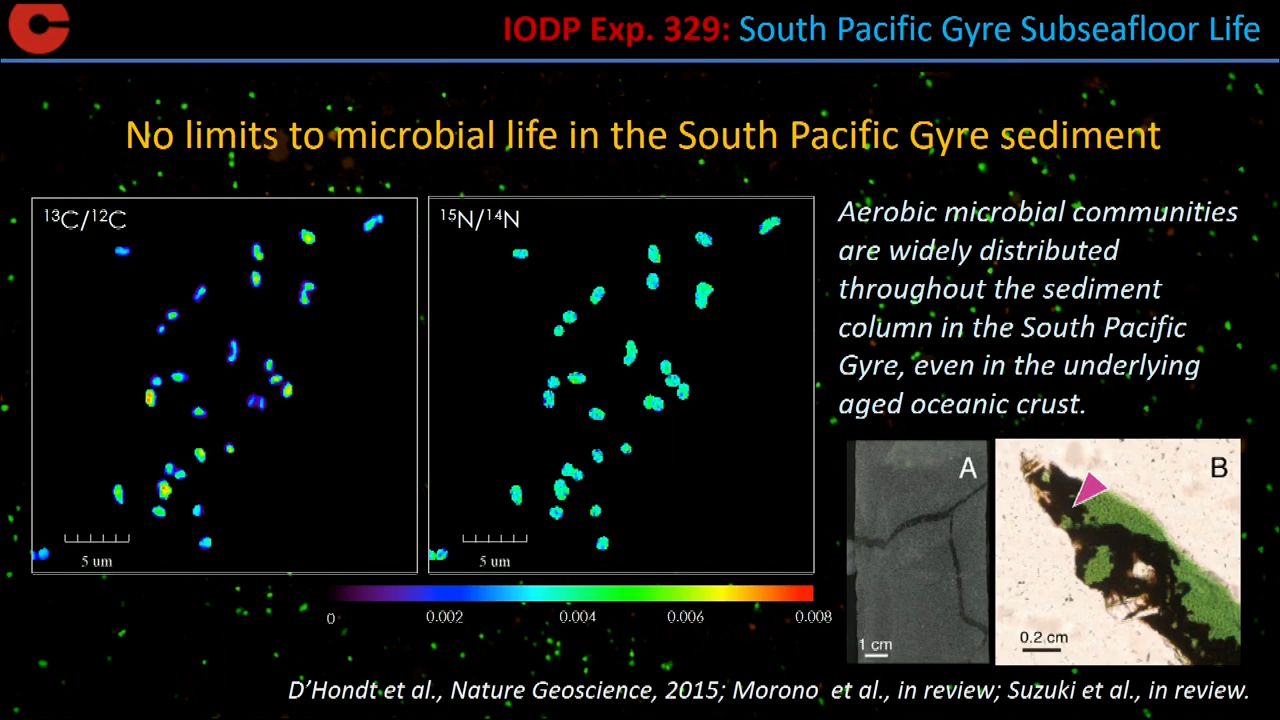 IODP Exp. 329: South Pacific Gyre Subseafloor Life
No limits to microbial life in the South Pacific Gyre sediment
¹³C/¹²C
5 um
¹⁵N/¹⁴N
5 um
0 0.002 0.004 0.006 0.008
Aerobic microbial communities
are widely distributed
throughout the sediment
column in the South Pacific
Gyre, even in the underlying
aged oceanic crust.
A
1 cm
B
0.2 cm
D'Hondt et al., Nature Geoscience, 2015; Morono et al., in review; Suzuki et al., in review.